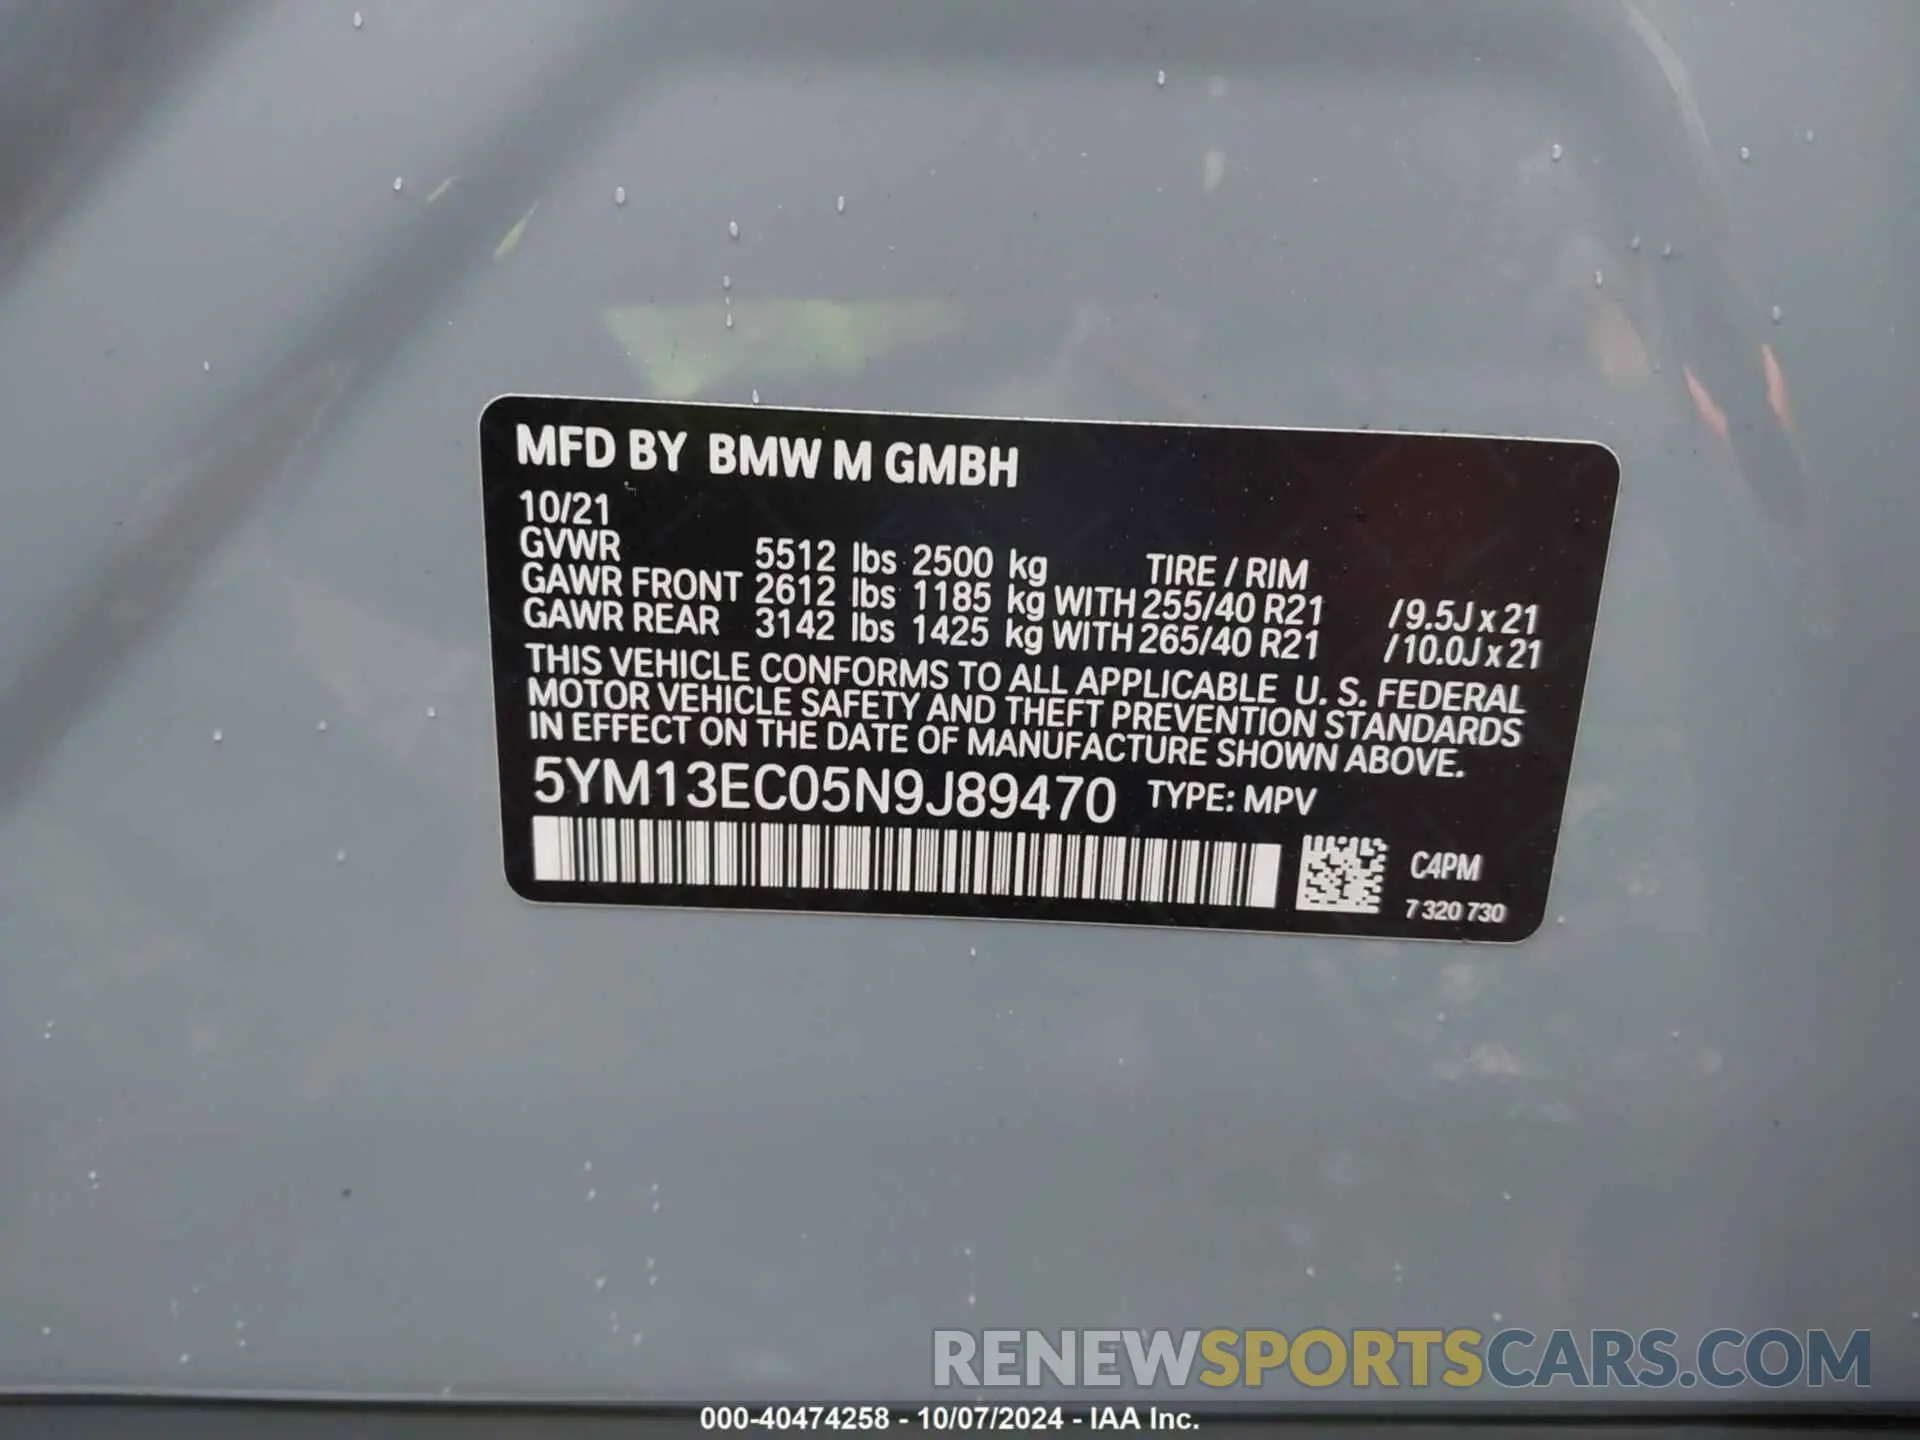 MFD BY BMW M GMBH
10/21
GVWR 5512 lbs 2500 kg TIRE / RIM
GAWR FRONT 2612 lbs 1185 kg WITH 255/40 R21 /9.5J x 21
GAWR REAR 3142 lbs 1425 kg WITH 265/40 R21 /10.0J x 21
THIS VEHICLE CONFORMS TO ALL APPLICABLE U. S. FEDERAL
MOTOR VEHICLE SAFETY AND THEFT PREVENTION STANDARDS
IN EFFECT ON THE DATE OF MANUFACTURE SHOWN ABOVE.
5YM13EC05N9J89470 TYPE: MPV
C4PM
7 320 730
RENEWSPORTSCARS.COM
000-40474258 - 10/07/2024 - IAA Inc.